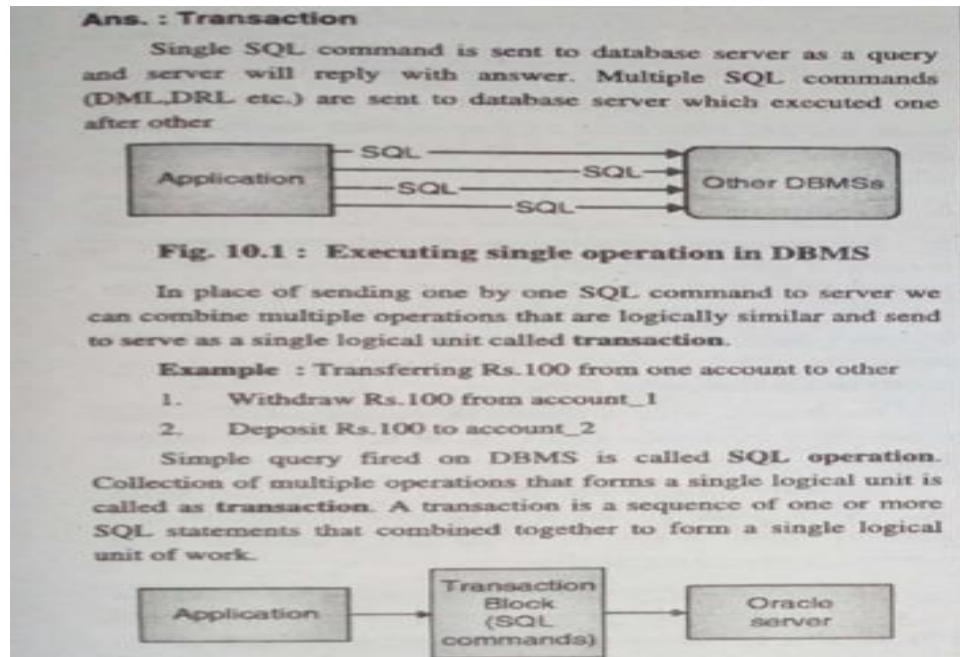 Ans. : Transaction
Single SQL command is sent to database server as a query
and server will reply with answer. Multiple SQL commands
(DML,DRL etc.) are sent to database server which executed one
after other
Application
SQL
SQL
SQL
SQL
Other DBMSs
Fig. 10.1 : Executing single operation in DBMS
In place of sending one by one SQL command to server we
can combine multiple operations that are logically similar and send
to serve as a single logical unit called transaction.
Example : Transferring Rs.100 from one account to other
1. Withdraw Rs.100 from account_1
2. Deposit Rs.100 to account_2
Simple query fired on DBMS is called SQL operation.
Collection of multiple operations that forms a single logical unit is
called as transaction. A transaction is a sequence of one or more
SQL statements that combined together to form a single logical
unit of work.
Application
Transaction
Block
(SQL
commands)
Oracle
server